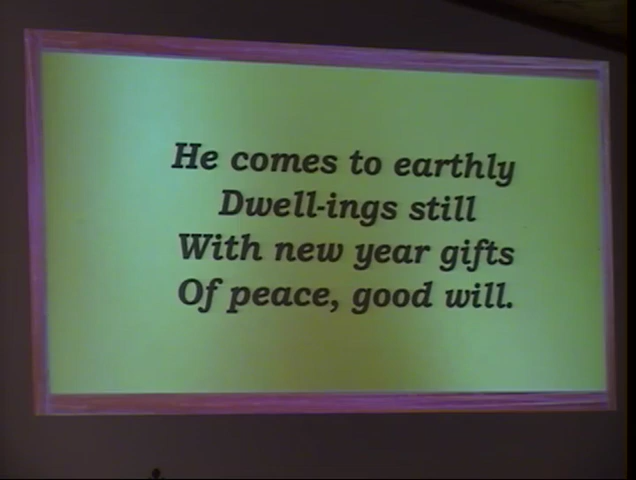 He comes to earthly
Dwell-ings still
With new year gifts
Of peace, good will.